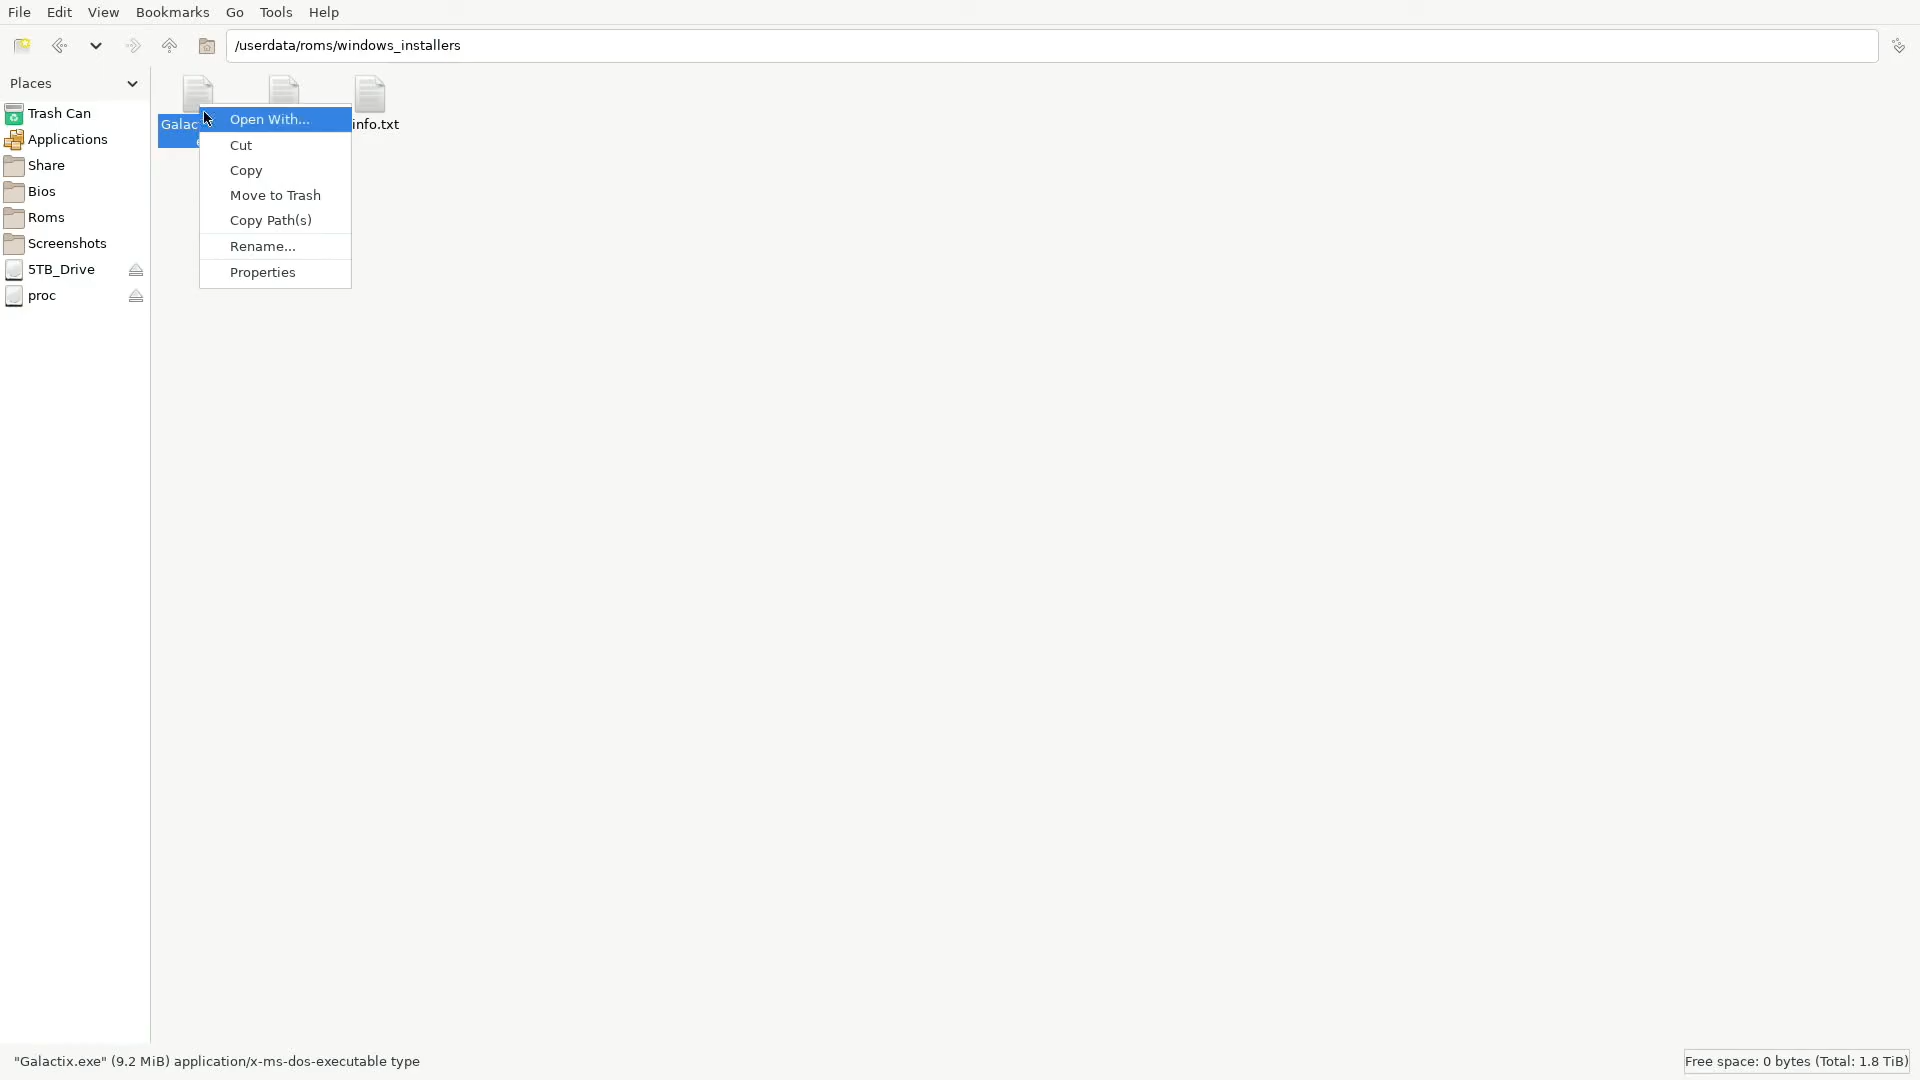 File Edit View Bookmarks Go Tools Help
/userdata/roms/windows_installers
Places
Trash Can
Applications
Share
Bios
Roms
Screenshots
5TB_Drive
proc
Galac
info.txt
Open With...
Cut
Copy
Move to Trash
Copy Path(s)
Rename...
Properties
"Galactix.exe" (9.2 MiB) application/x-ms-dos-executable type
Free space: 0 bytes (Total: 1.8 TiB)